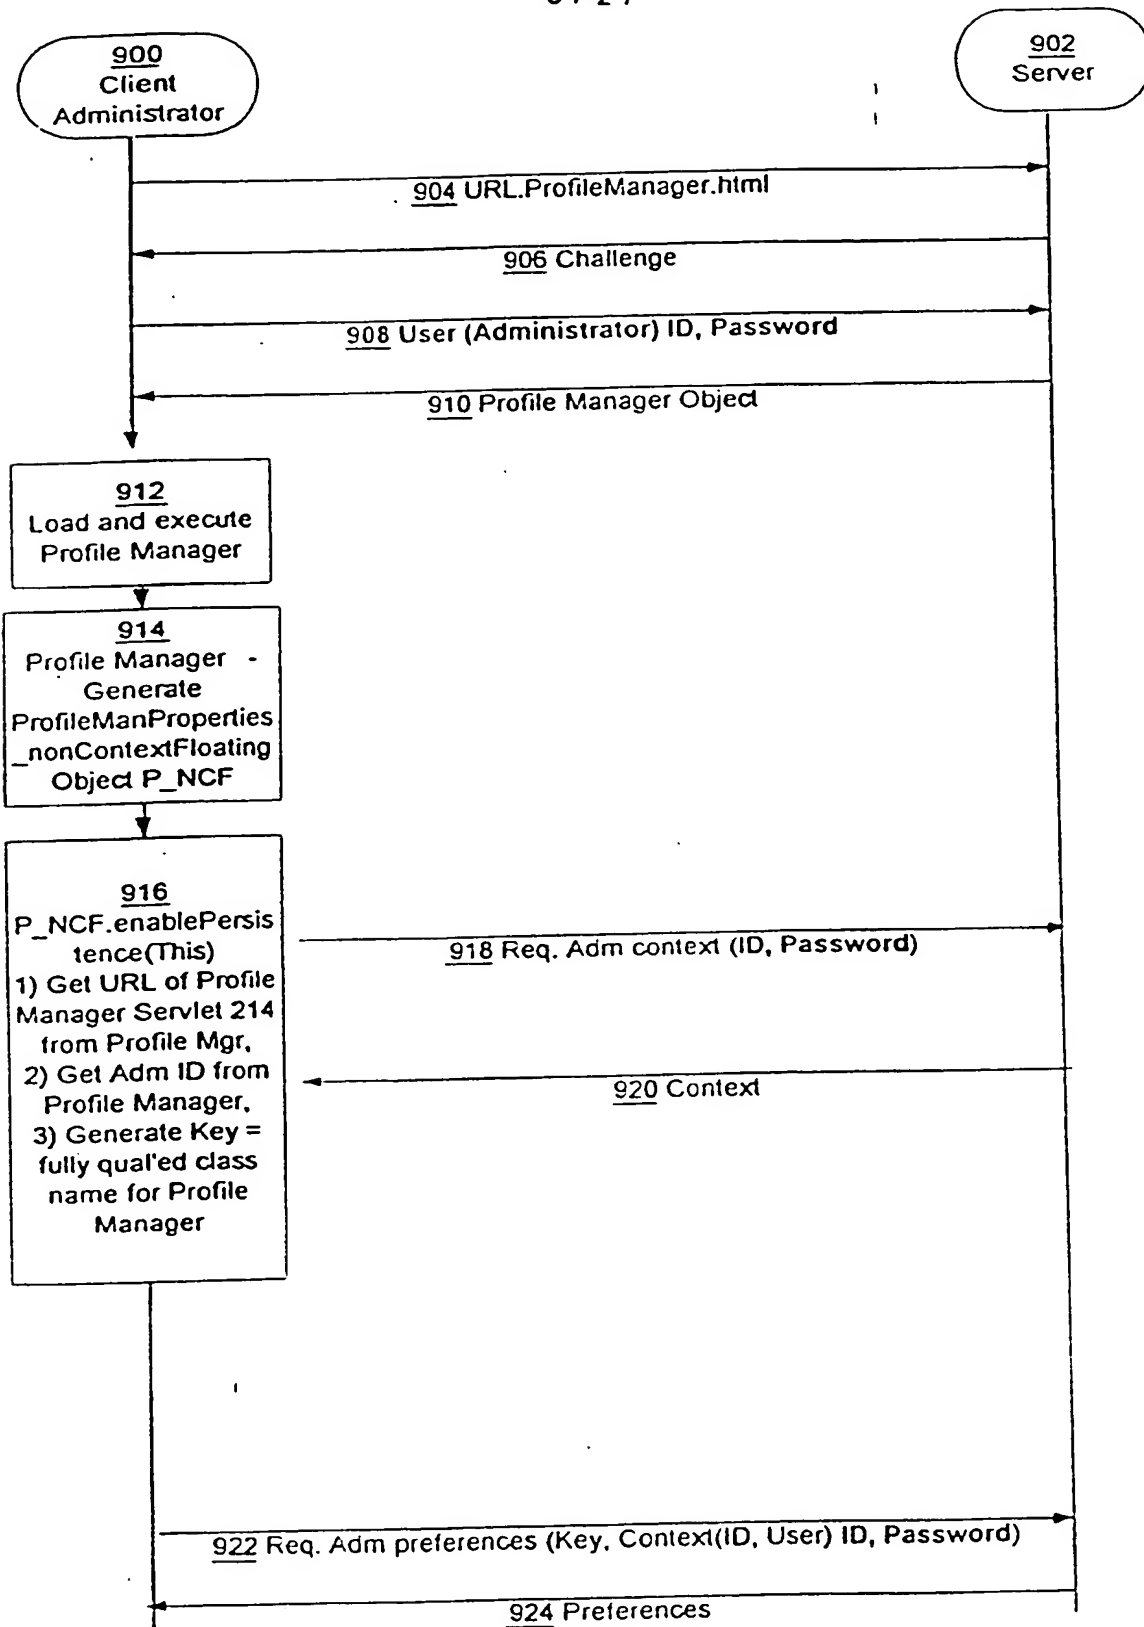 900
Client
Administrator
902
Server
904 URL.ProfileManager.html
906 Challenge
908 User (Administrator) ID, Password
910 Profile Manager Object
912
Load and execute
Profile Manager
914
Profile Manager -
Generate
ProfileManProperties
_nonContextFloating
Object P_NCF
916
P_NCF.enablePersis
tence(This)
1) Get URL of Profile
Manager Servlet 214
from Profile Mgr,
2) Get Adm ID from
Profile Manager,
3) Generate Key =
fully qual'ed class
name for Profile
Manager
918 Req. Adm context (ID, Password)
920 Context
922 Req. Adm preferences (Key, Context(ID, User) ID, Password)
924 Preferences